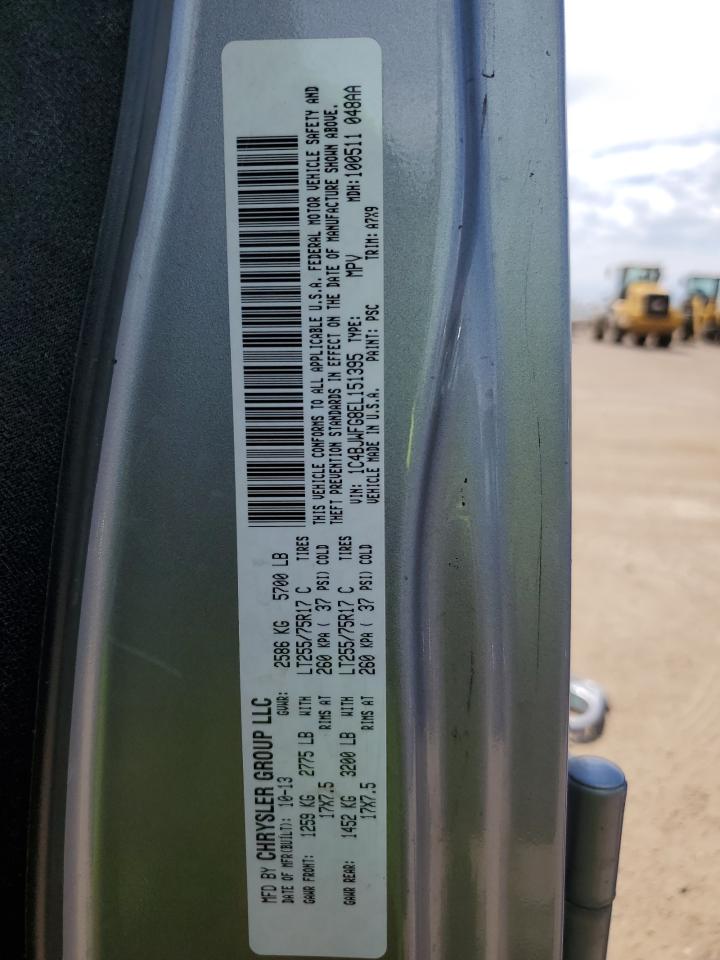 MFD BY CHRYSLER GROUP LLC
DATE OF MFR(BUILT): 10-13 GVWR: 2586 KG 5700 LB
GAWR FRONT: 1259 KG 2775 LB WITH LT255/75R17 C TIRES
17X7.5 RIMS AT 260 KPA ( 37 PSI) COLD
GAWR REAR: 1452 KG 3200 LB WITH LT255/75R17 C TIRES
17X7.5 RIMS AT 260 KPA ( 37 PSI) COLD
THIS VEHICLE CONFORMS TO ALL APPLICABLE U.S.A. FEDERAL MOTOR VEHICLE SAFETY AND
THEFT PREVENTION STANDARDS IN EFFECT ON THE DATE OF MANUFACTURE SHOWN ABOVE.
VIN: 1C4BJWFG8EL151395 TYPE: MPV MDH:100511 048AA
VEHICLE MADE IN U.S.A. PAINT: PSC TRIM: A7X9